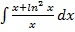 ∫ (x+ln² x)/x dx